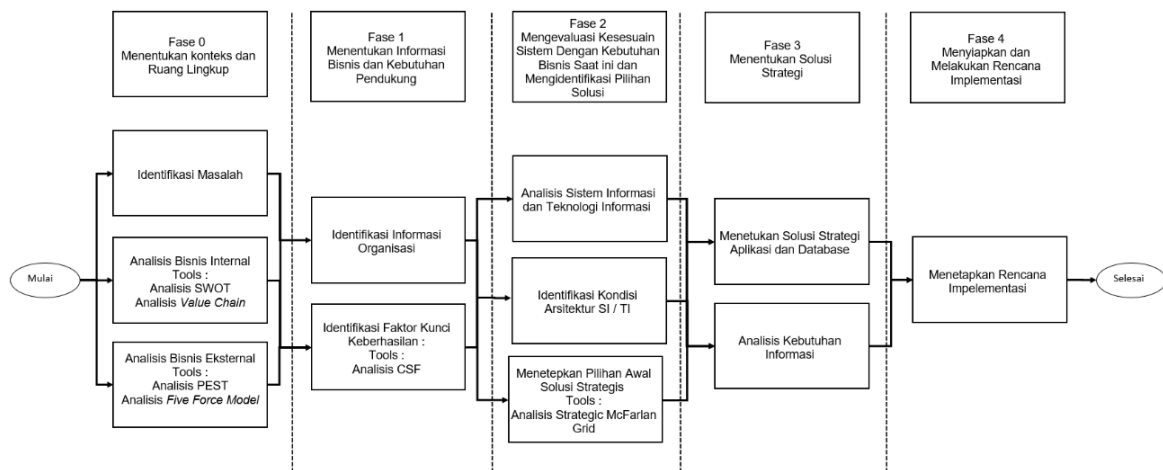 Fase 0
Menentukan konteks dan
Ruang Lingkup
Fase 1
Menentukan Informasi
Bisnis dan Kebutuhan
Pendukung
Fase 2
Mengevaluasi Kesesuain
Sistem Dengan Kebutuhan
Bisnis Saat ini dan
Mengidentifikasi Pilihan
Solusi
Fase 3
Menentukan Solusi
Strategi
Fase 4
Menyiapkan dan
Melakukan Rencana
Implementasi
Mulai
Identifikasi Masalah
Analisis Bisnis Internal
Tools :
Analisis SWOT
Analisis Value Chain
Analisis Bisnis Eksternal
Tools :
Analisis PEST
Analisis Five Force Model
Identifikasi Informasi
Organisasi
Identifikasi Faktor Kunci
Keberhasilan :
Tools :
Analisis CSF
Analisis Sistem Informasi
dan Teknologi Informasi
Identifikasi Kondisi
Arsitektur SI / TI
Menetepkan Pilihan Awal
Solusi Strategis
Tools :
Analisis Strategic McFarlan
Grid
Menetukan Solusi Strategi
Aplikasi dan Database
Analisis Kebutuhan
Informasi
Menetapkan Rencana
Impelementasi
Selesai